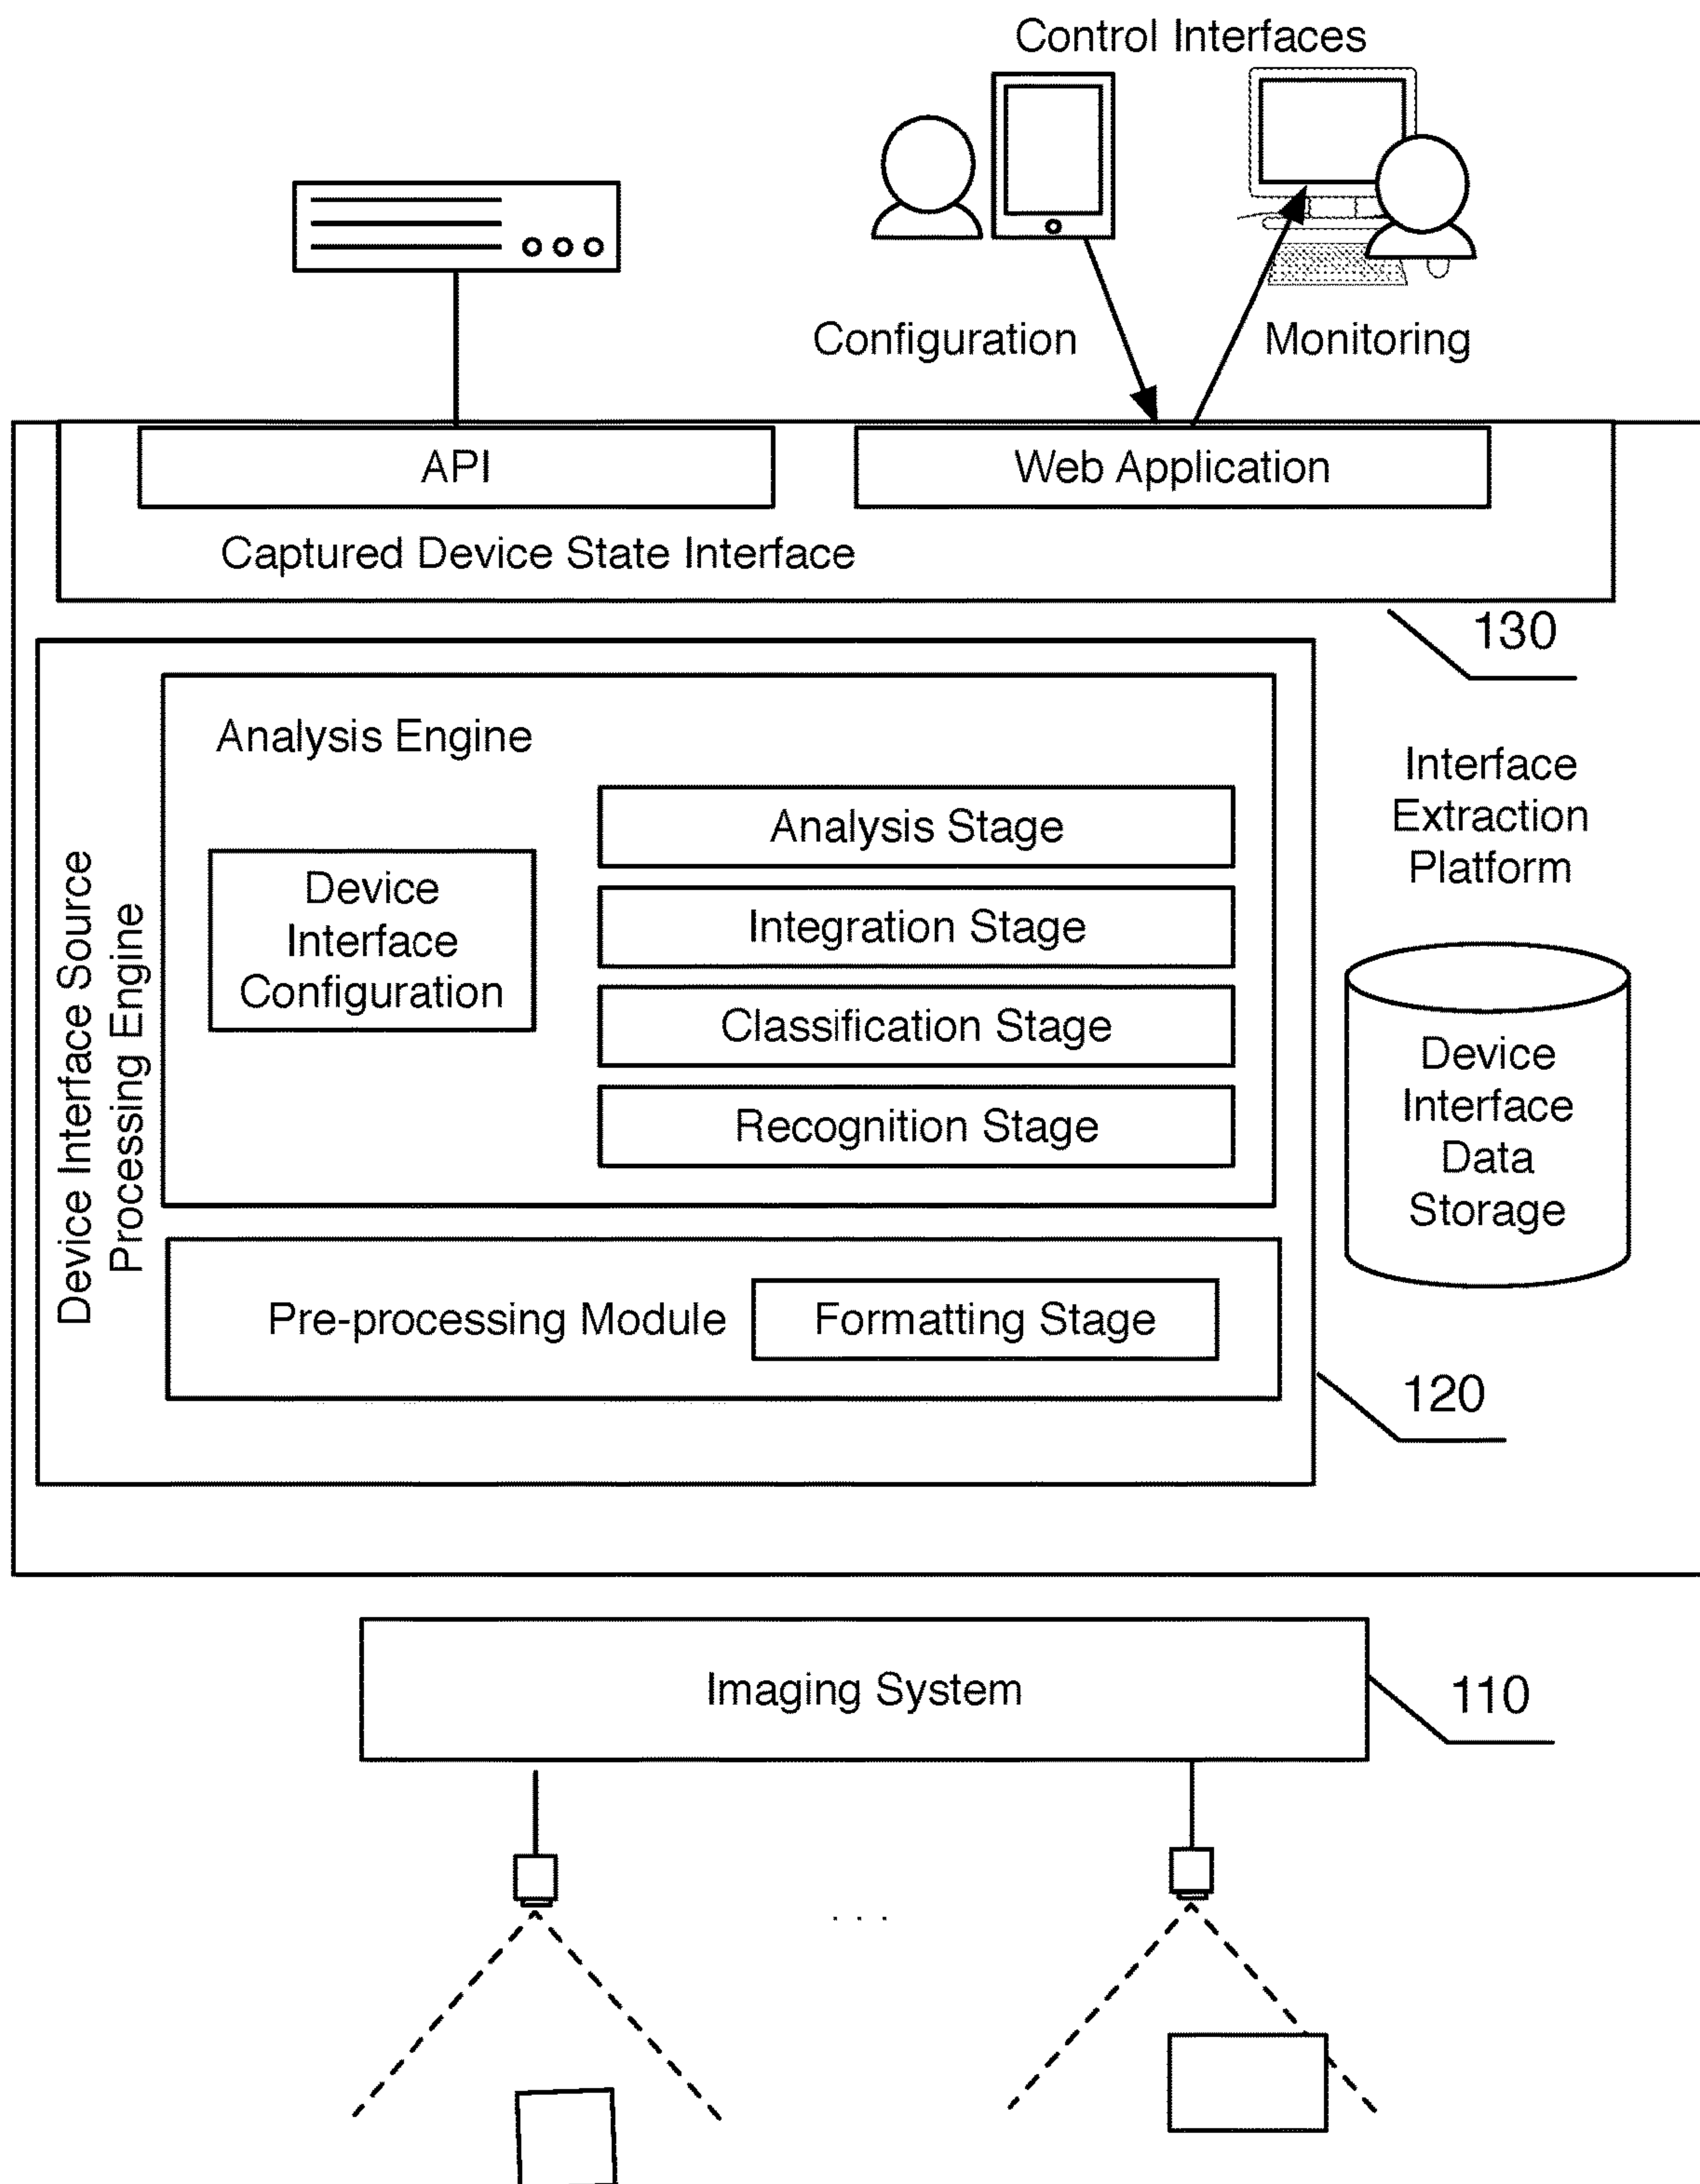 Control Interfaces
Configuration
Monitoring
API
Web Application
Captured Device State Interface
130
Device Interface Source
Processing Engine
Analysis Engine
Device
Interface
Configuration
Analysis Stage
Integration Stage
Classification Stage
Recognition Stage
Interface
Extraction
Platform
Device
Interface
Data
Storage
Pre-processing Module
Formatting Stage
120
Imaging System
110
. . .